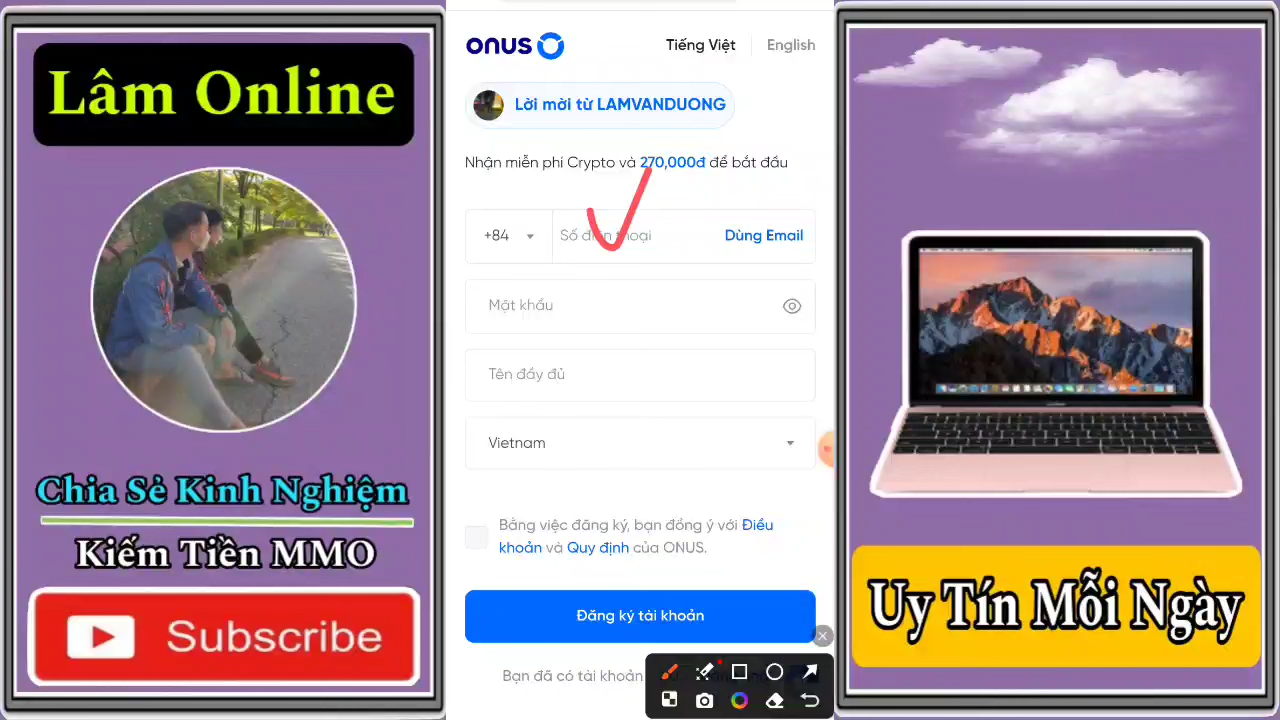 Lâm Online
Chia Sẻ Kinh Nghiệm
Kiếm Tiền MMO
Subscribe
onus
Tiếng Việt
English
Lời mời từ LAMVANDUONG
Nhận miễn phí Crypto và 270,000đ để bắt đầu
+84
Số điện thoại
Dùng Email
Mật khẩu
Tên đầy đủ
Vietnam
Bằng việc đăng ký, bạn đồng ý với Điều
khoản và Quy định của ONUS.
Đăng ký tài khoản
Bạn đã có tài khoản
Uy Tín Mỗi Ngày